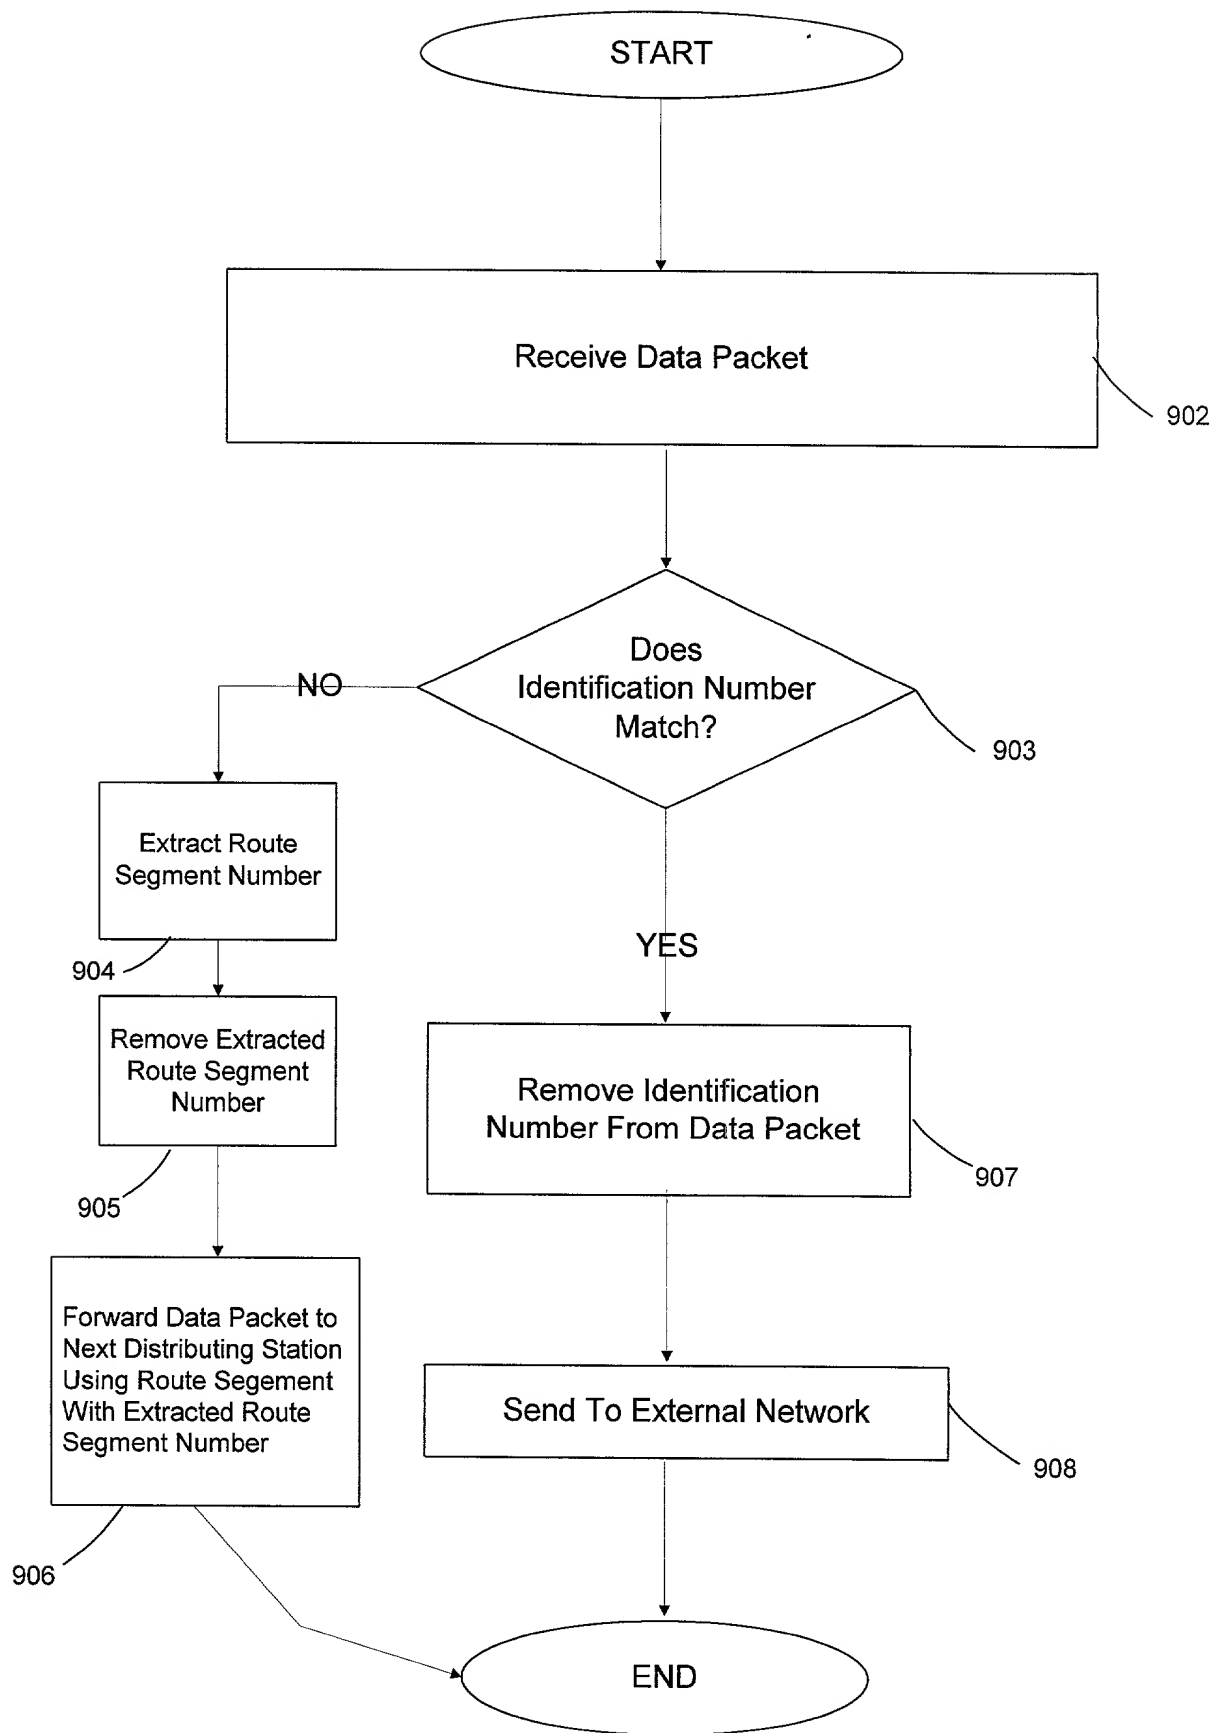 START
Receive Data Packet
902
Does
Identification Number
Match?
903
NO
Extract Route
Segment Number
904
YES
Remove Extracted
Route Segment
Number
905
Remove Identification
Number From Data Packet
907
Forward Data Packet to
Next Distributing Station
Using Route Segement
With Extracted Route
Segment Number
906
Send To External Network
908
END